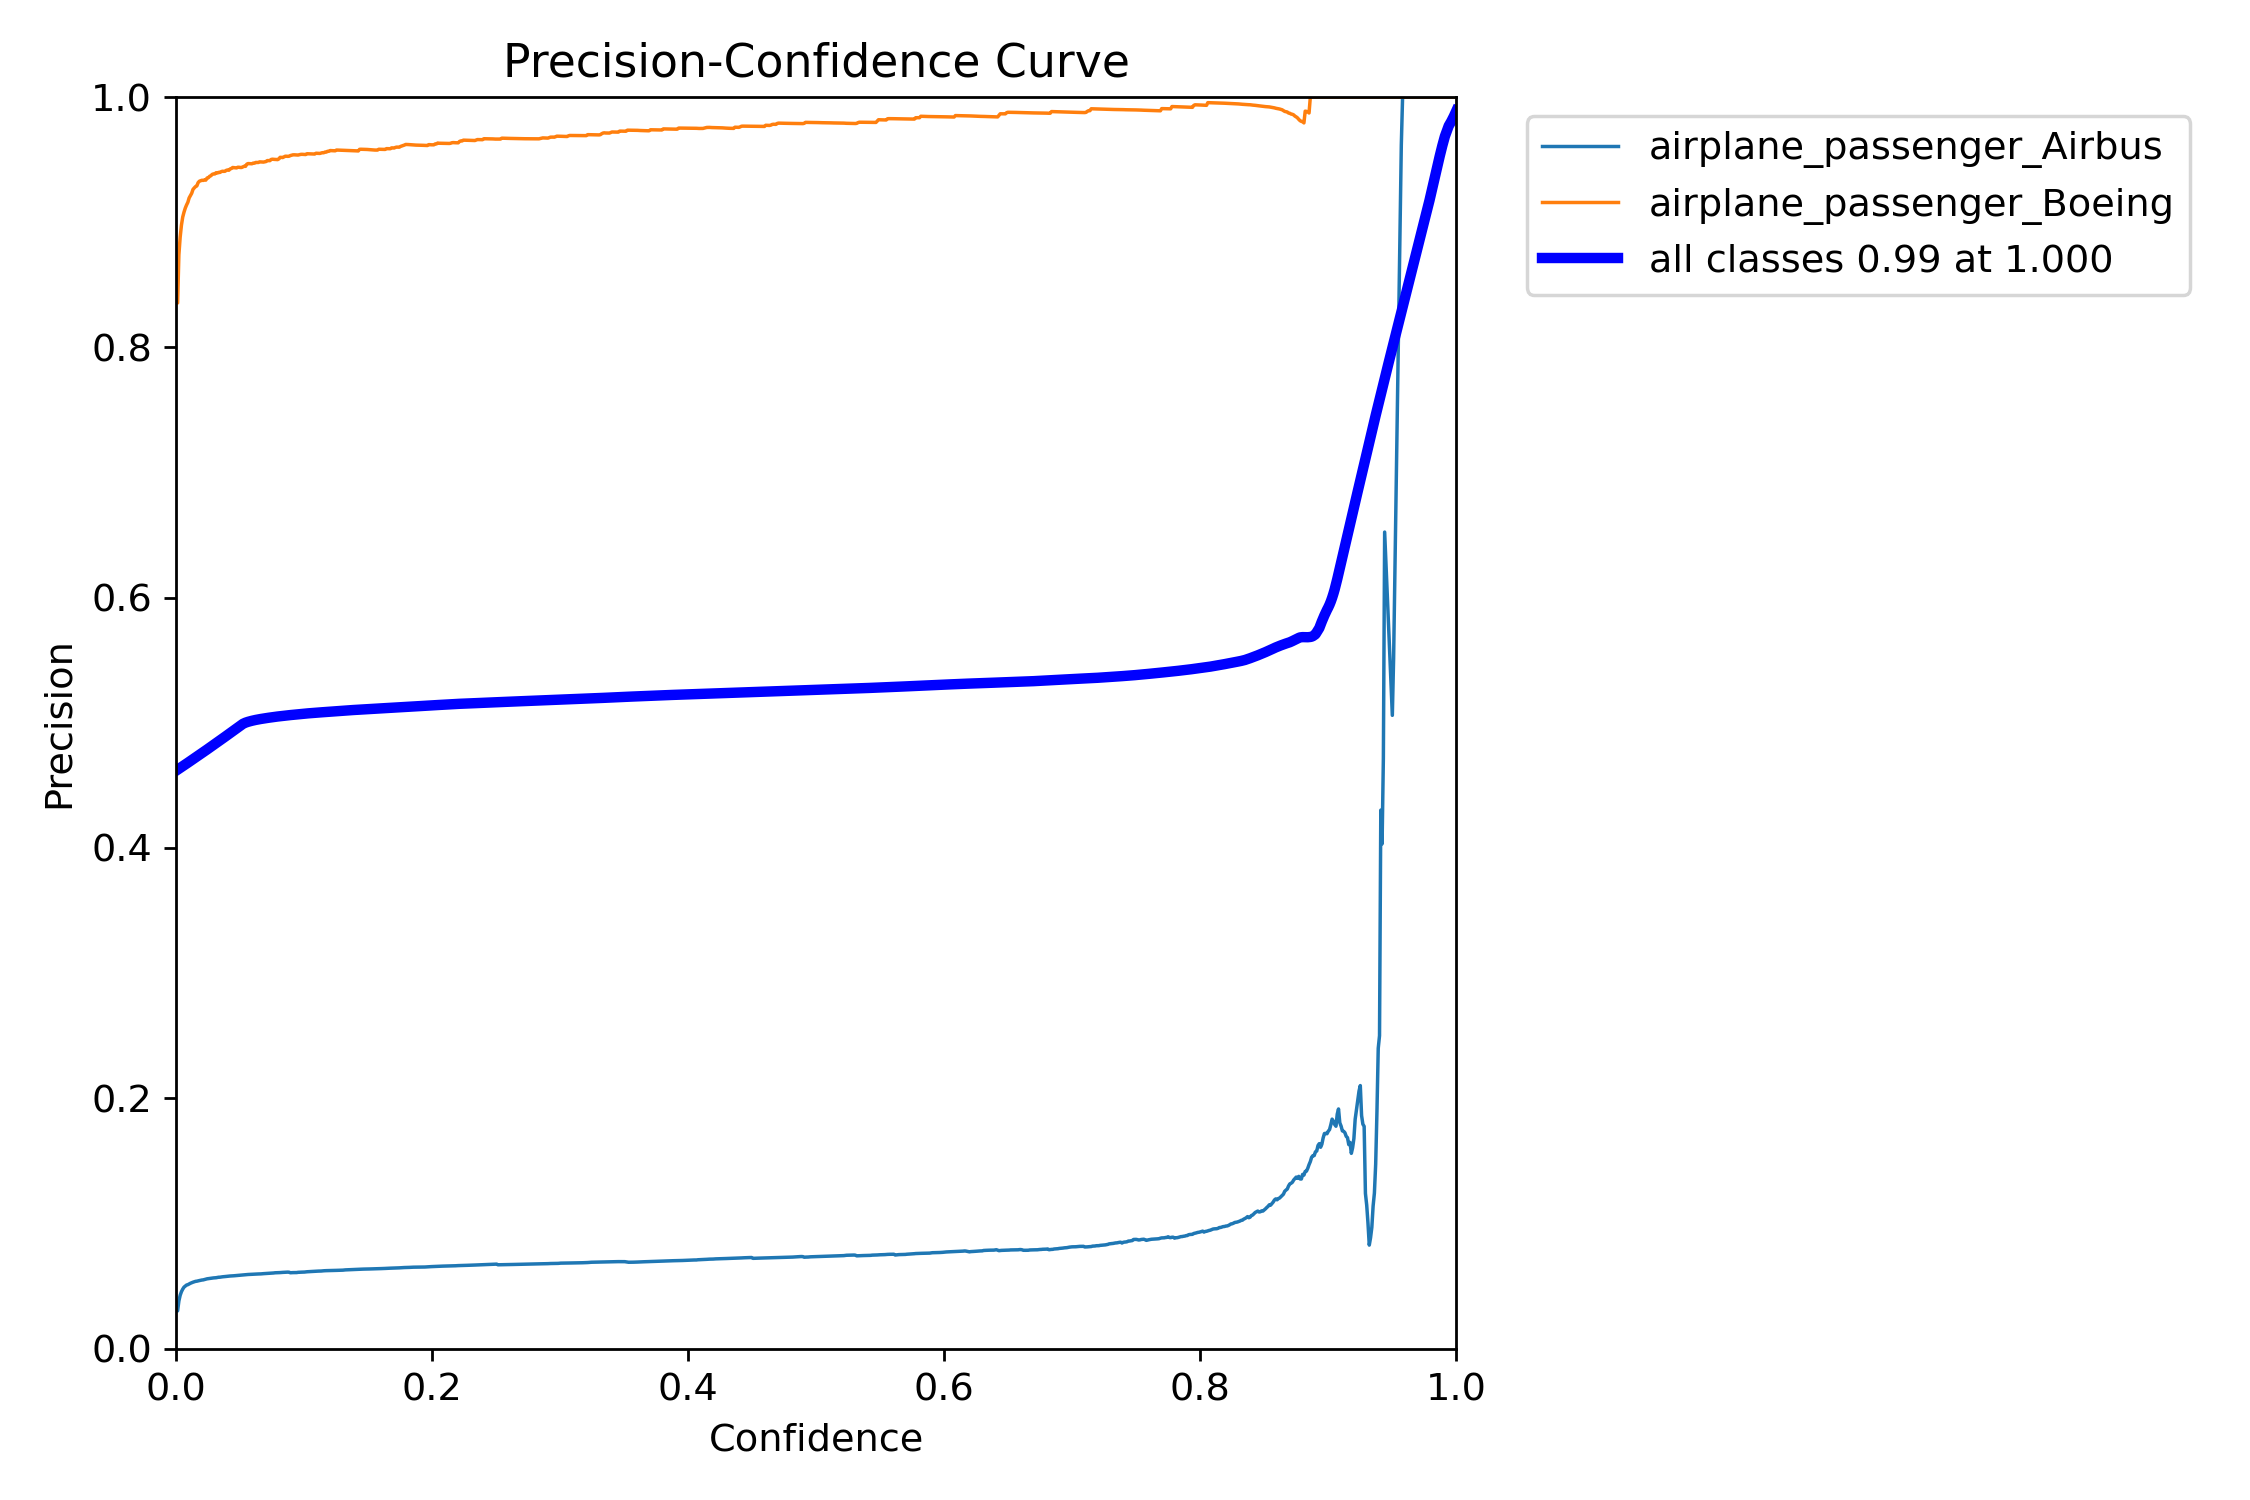 Precision-Confidence Curve
1.0
0.8
0.6
0.4
0.2
0.0
Precision
0.0 0.2 0.4 0.6 0.8 1.0
Confidence
airplane_passenger_Airbus
airplane_passenger_Boeing
all classes 0.99 at 1.000